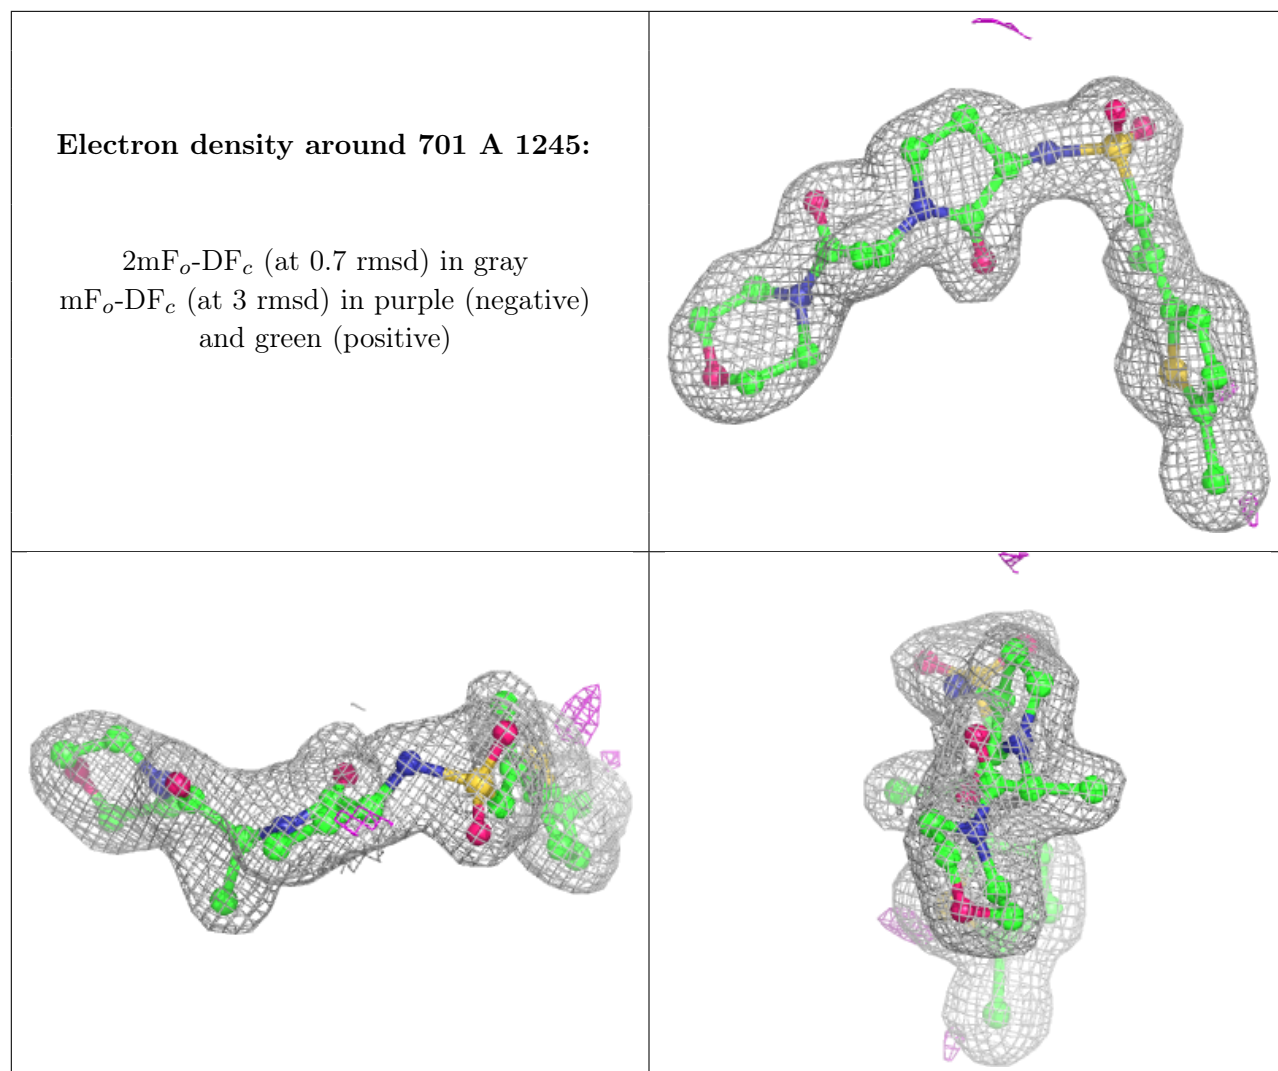 Electron density around 701 A 1245:
2mFo-DFc (at 0.7 rmsd) in gray
mFo-DFc (at 3 rmsd) in purple (negative)
and green (positive)